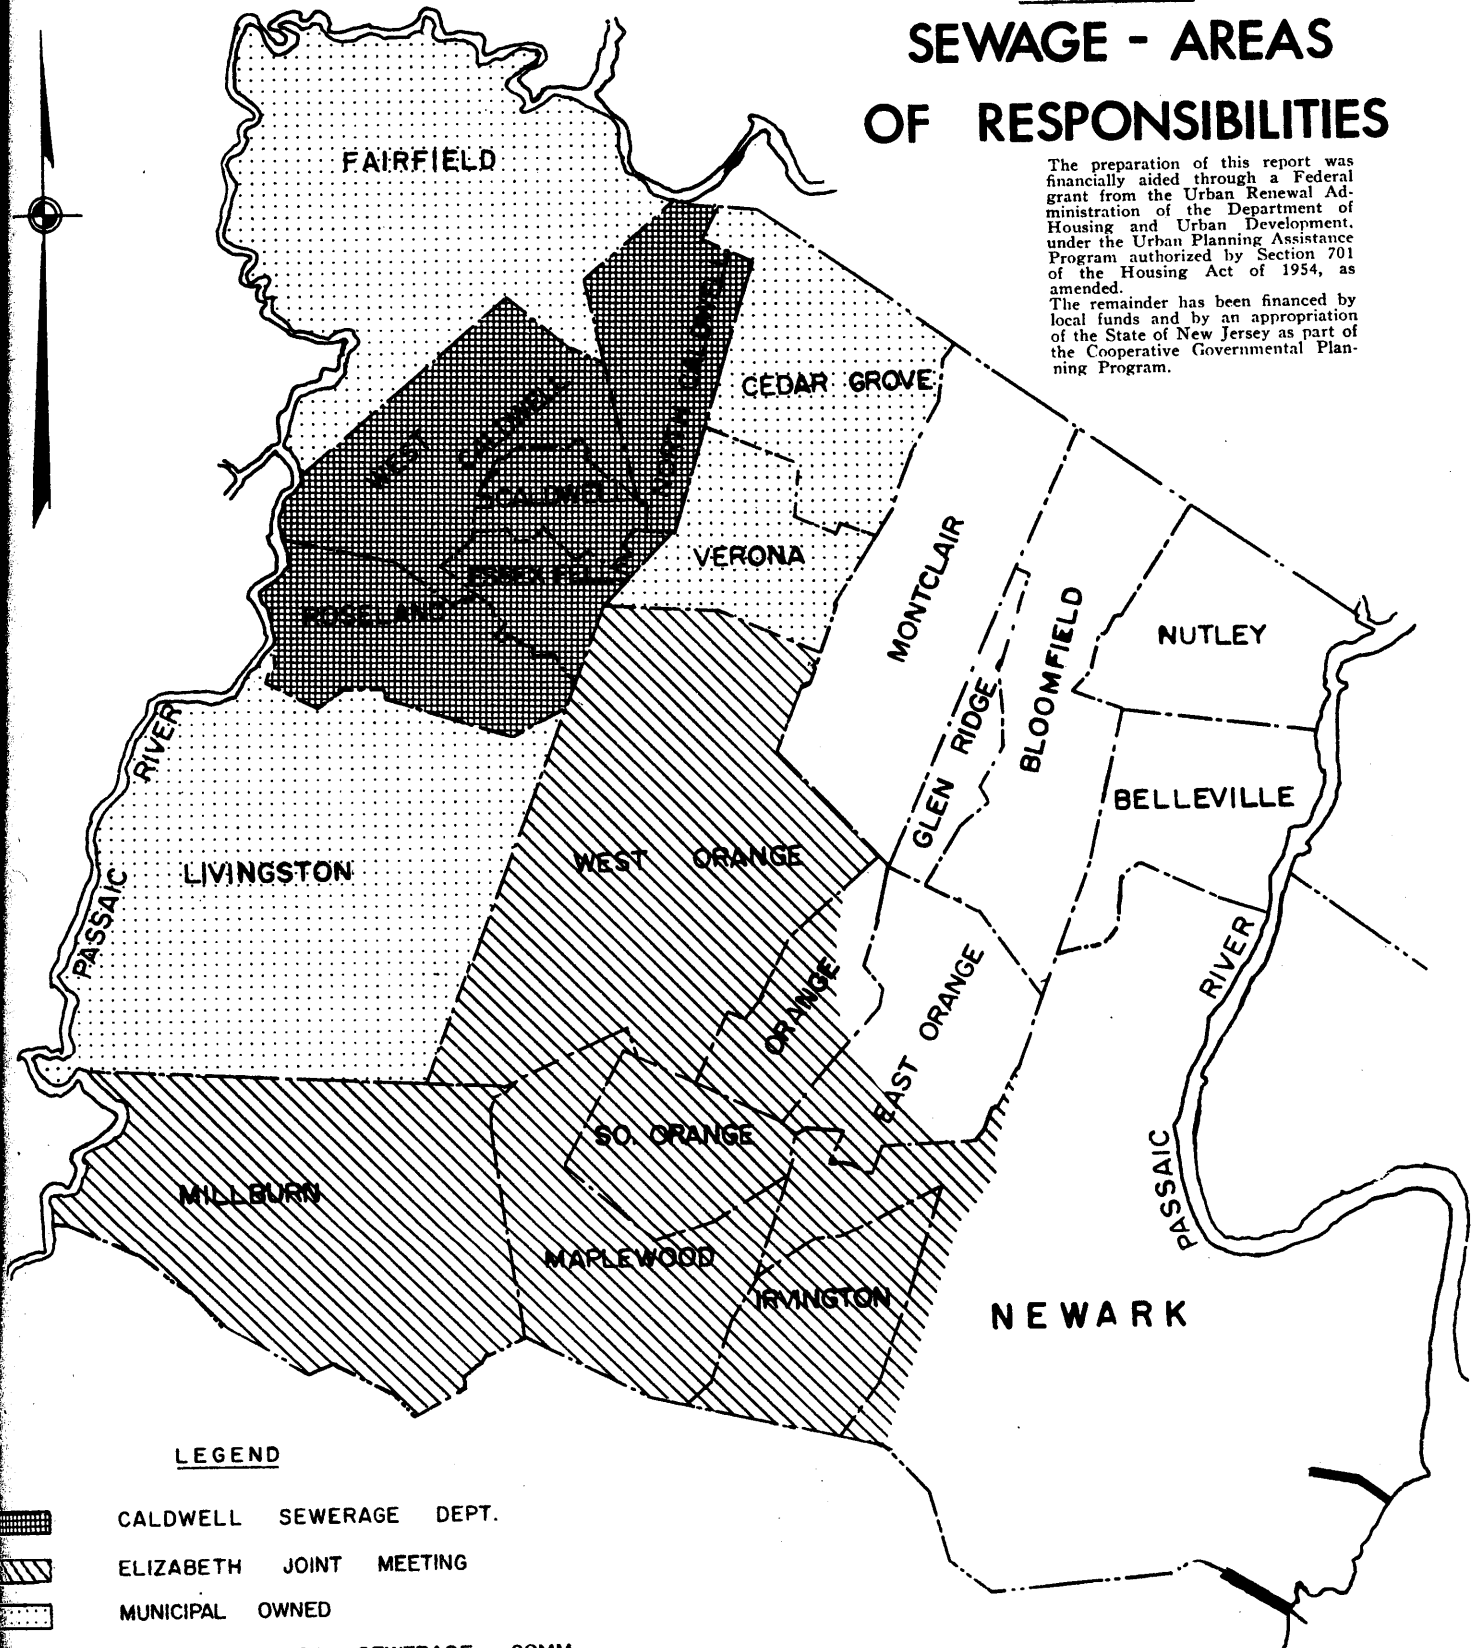 SEWAGE - AREAS
OF RESPONSIBILITIES
The preparation of this report was
financially aided through a Federal
grant from the Urban Renewal Ad-
ministration of the Department of
Housing and Urban Development,
under the Urban Planning Assistance
Program authorized by Section 701
of the Housing Act of 1954, as
amended.
The remainder has been financed by
local funds and by an appropriation
of the State of New Jersey as part of
the Cooperative Governmental Plan-
ning Program.
FAIRFIELD
NORTH CALDWELL
CEDAR GROVE
WEST CALDWELL
CALDWELL
VERONA
ESSEX FELLS
ROSELAND
MONTCLAIR
GLEN RIDGE
BLOOMFIELD
NUTLEY
BELLEVILLE
PASSAIC RIVER
LIVINGSTON
WEST ORANGE
ORANGE
EAST ORANGE
PASSAIC RIVER
SO. ORANGE
MILLBURN
MAPLEWOOD
IRVINGTON
NEWARK
LEGEND
CALDWELL SEWERAGE DEPT.
ELIZABETH JOINT MEETING
MUNICIPAL OWNED
SEWERAGE COMM